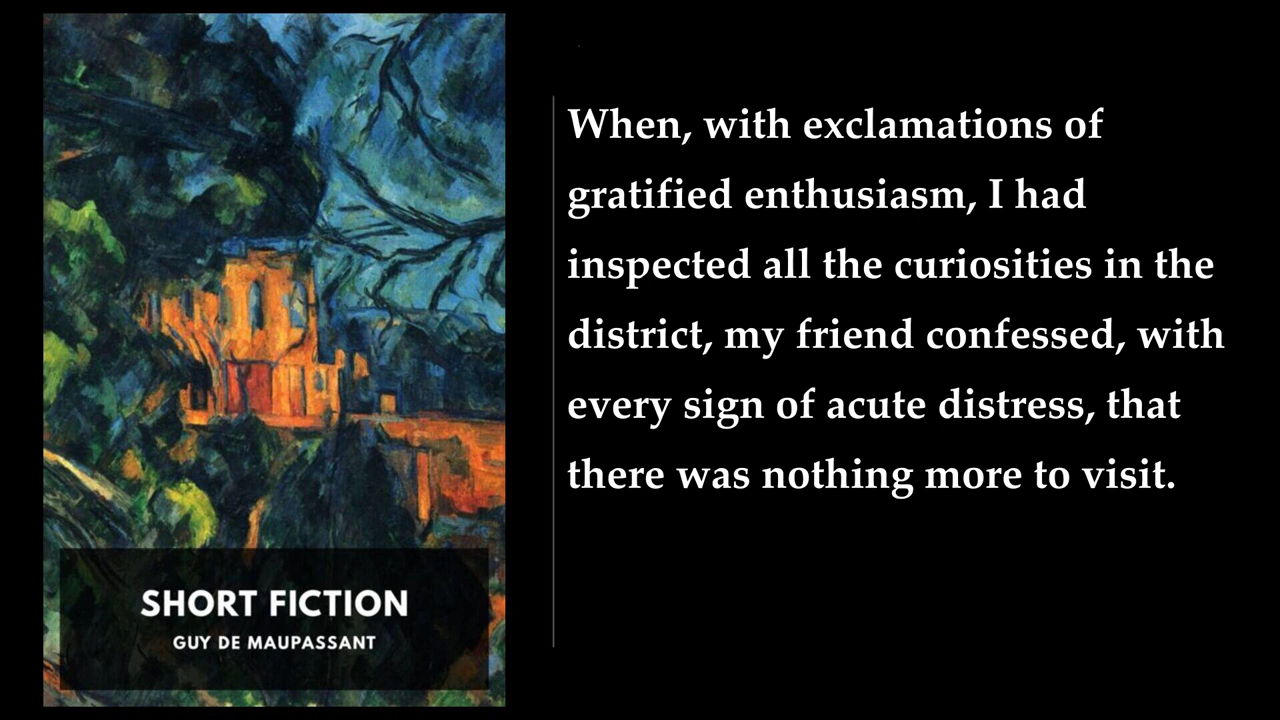 When, with exclamations of
gratified enthusiasm, I had
inspected all the curiosities in the
district, my friend confessed, with
every sign of acute distress, that
there was nothing more to visit.
SHORT FICTION
GUY DE MAUPASSANT